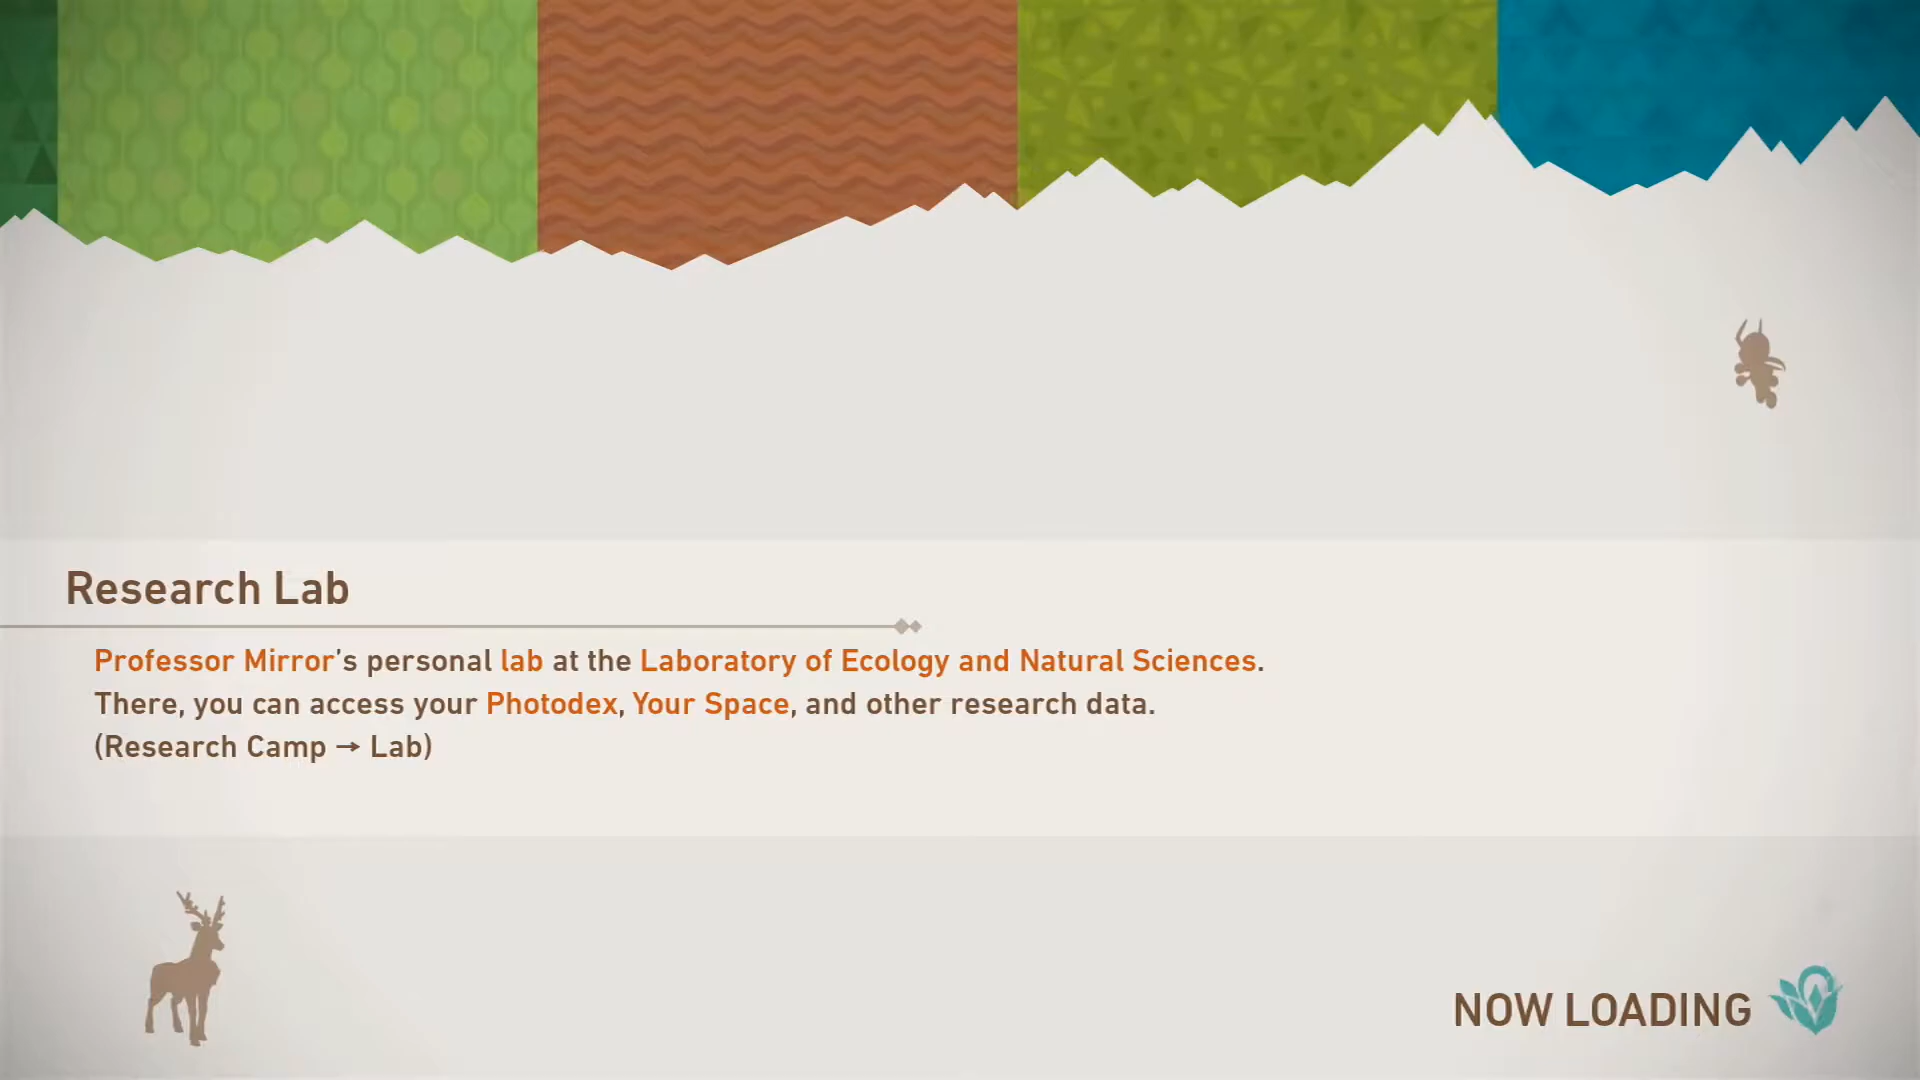 Research Lab
Professor Mirror's personal lab at the Laboratory of Ecology and Natural Sciences.
There, you can access your Photodex, Your Space, and other research data.
(Research Camp → Lab)
NOW LOADING